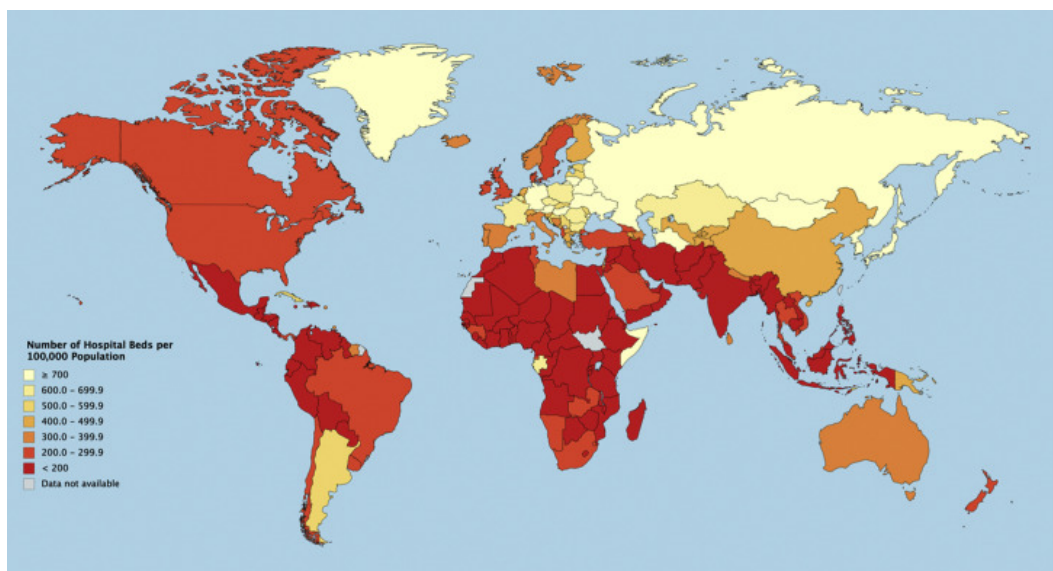 Number of Hospital Beds per
100,000 Population
≥ 700
600.0 – 699.9
500.0 – 599.9
400.0 – 499.9
300.0 – 399.9
200.0 – 299.9
< 200
Data not available